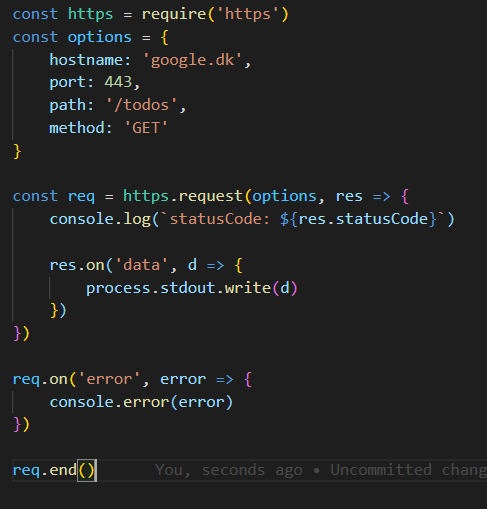 const https = require('https')
const options = {
    hostname: 'google.dk',
    port: 443,
    path: '/todos',
    method: 'GET'
}

const req = https.request(options, res => {
    console.log(`statusCode: ${res.statusCode}`)

    res.on('data', d => {
        process.stdout.write(d)
    })
})

req.on('error', error => {
    console.error(error)
})

req.end()    You, seconds ago • Uncommitted chang